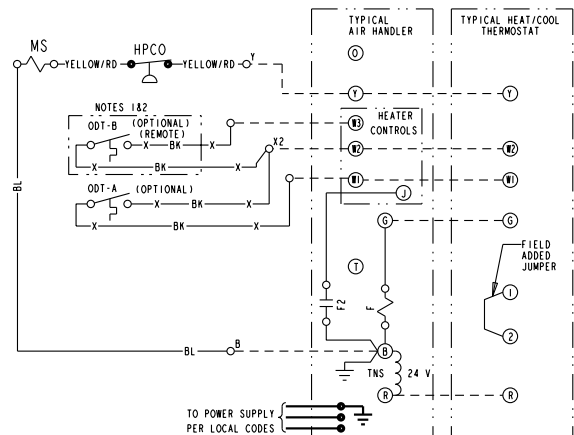 TYPICAL
AIR HANDLER
TYPICAL HEAT/COOL
THERMOSTAT
MS
HPCO
O
YELLOW/RD
YELLOW/RD
Y
Y
Y
NOTES 1&2
HEATER
CONTROLS
ODT-B
(OPTIONAL)
(REMOTE)
W3
X
BK
X
X2
W2
W2
X
BK
X
ODT-A
(OPTIONAL)
W1
W1
X
BK
X
J
X
BK
X
BL
G
G
FIELD
ADDED
JUMPER
T
1
F2
F
2
BL
B
B
TNS
24 V
R
R
TO POWER SUPPLY
PER LOCAL CODES